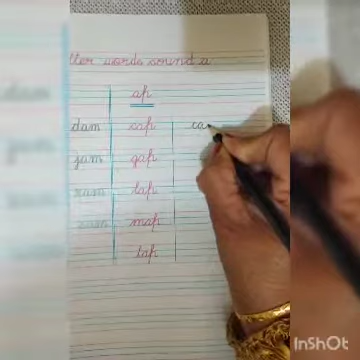 tter words sound a
ap
dam cap ca
jam gap
ram lap
map
tap
InShOt